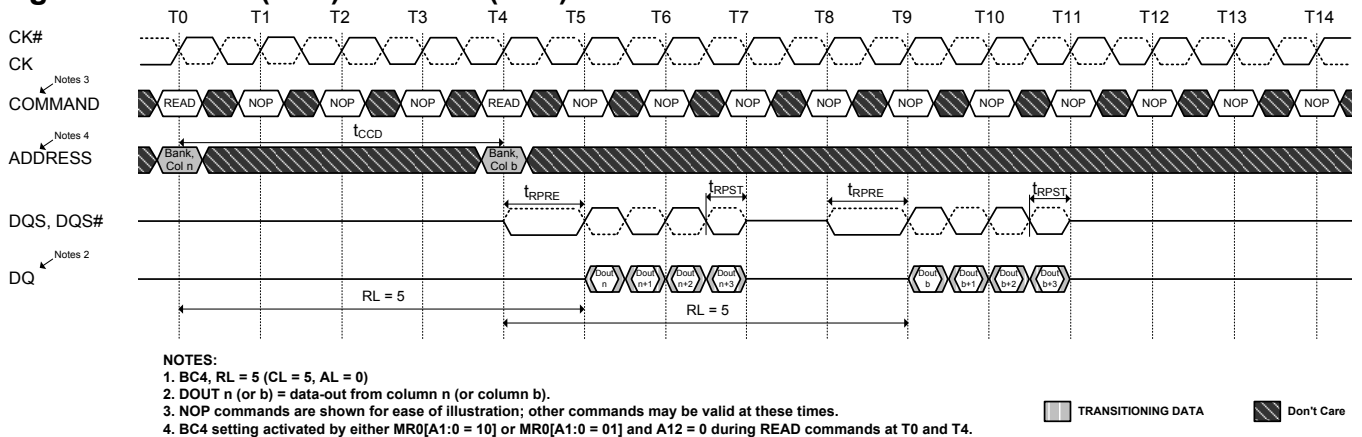 T0 T1 T2 T3 T4 T5 T6 T7 T8 T9 T10 T11 T12 T13 T14
CK#
CK
Notes 3
COMMAND READ NOP NOP NOP READ NOP NOP NOP NOP NOP NOP NOP NOP NOP NOP
tCCD
Notes 4
ADDRESS Bank, Col n Bank, Col b
tRPRE tRPST tRPRE tRPST
DQS, DQS#
Notes 2
DQ Dout n Dout n+1 Dout n+2 Dout n+3 Dout b Dout b+1 Dout b+2 Dout b+3
RL = 5
RL = 5
NOTES:
1. BC4, RL = 5 (CL = 5, AL = 0)
2. DOUT n (or b) = data-out from column n (or column b).
3. NOP commands are shown for ease of illustration; other commands may be valid at these times.
4. BC4 setting activated by either MR0[A1:0 = 10] or MR0[A1:0 = 01] and A12 = 0 during READ commands at T0 and T4.
TRANSITIONING DATA Don't Care